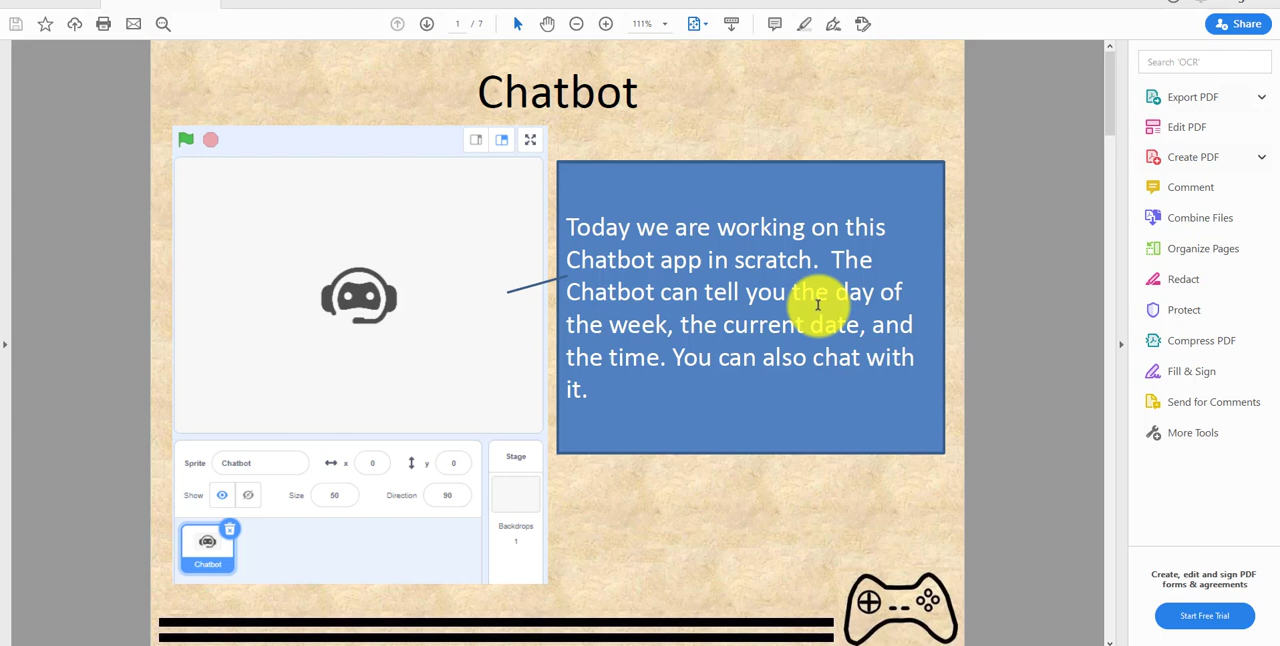 1 / 7
111%
Share
Chatbot
Today we are working on this
Chatbot app in scratch.  The
Chatbot can tell you the day of
the week, the current date, and
the time. You can also chat with
it.
Sprite Chatbot x 0 y 0
Show Size 50 Direction 90
Chatbot
Stage
Backdrops
1
Search 'OCR'
Export PDF
Edit PDF
Create PDF
Comment
Combine Files
Organize Pages
Redact
Protect
Compress PDF
Fill & Sign
Send for Comments
More Tools
Create, edit and sign PDF
forms & agreements
Start Free Trial